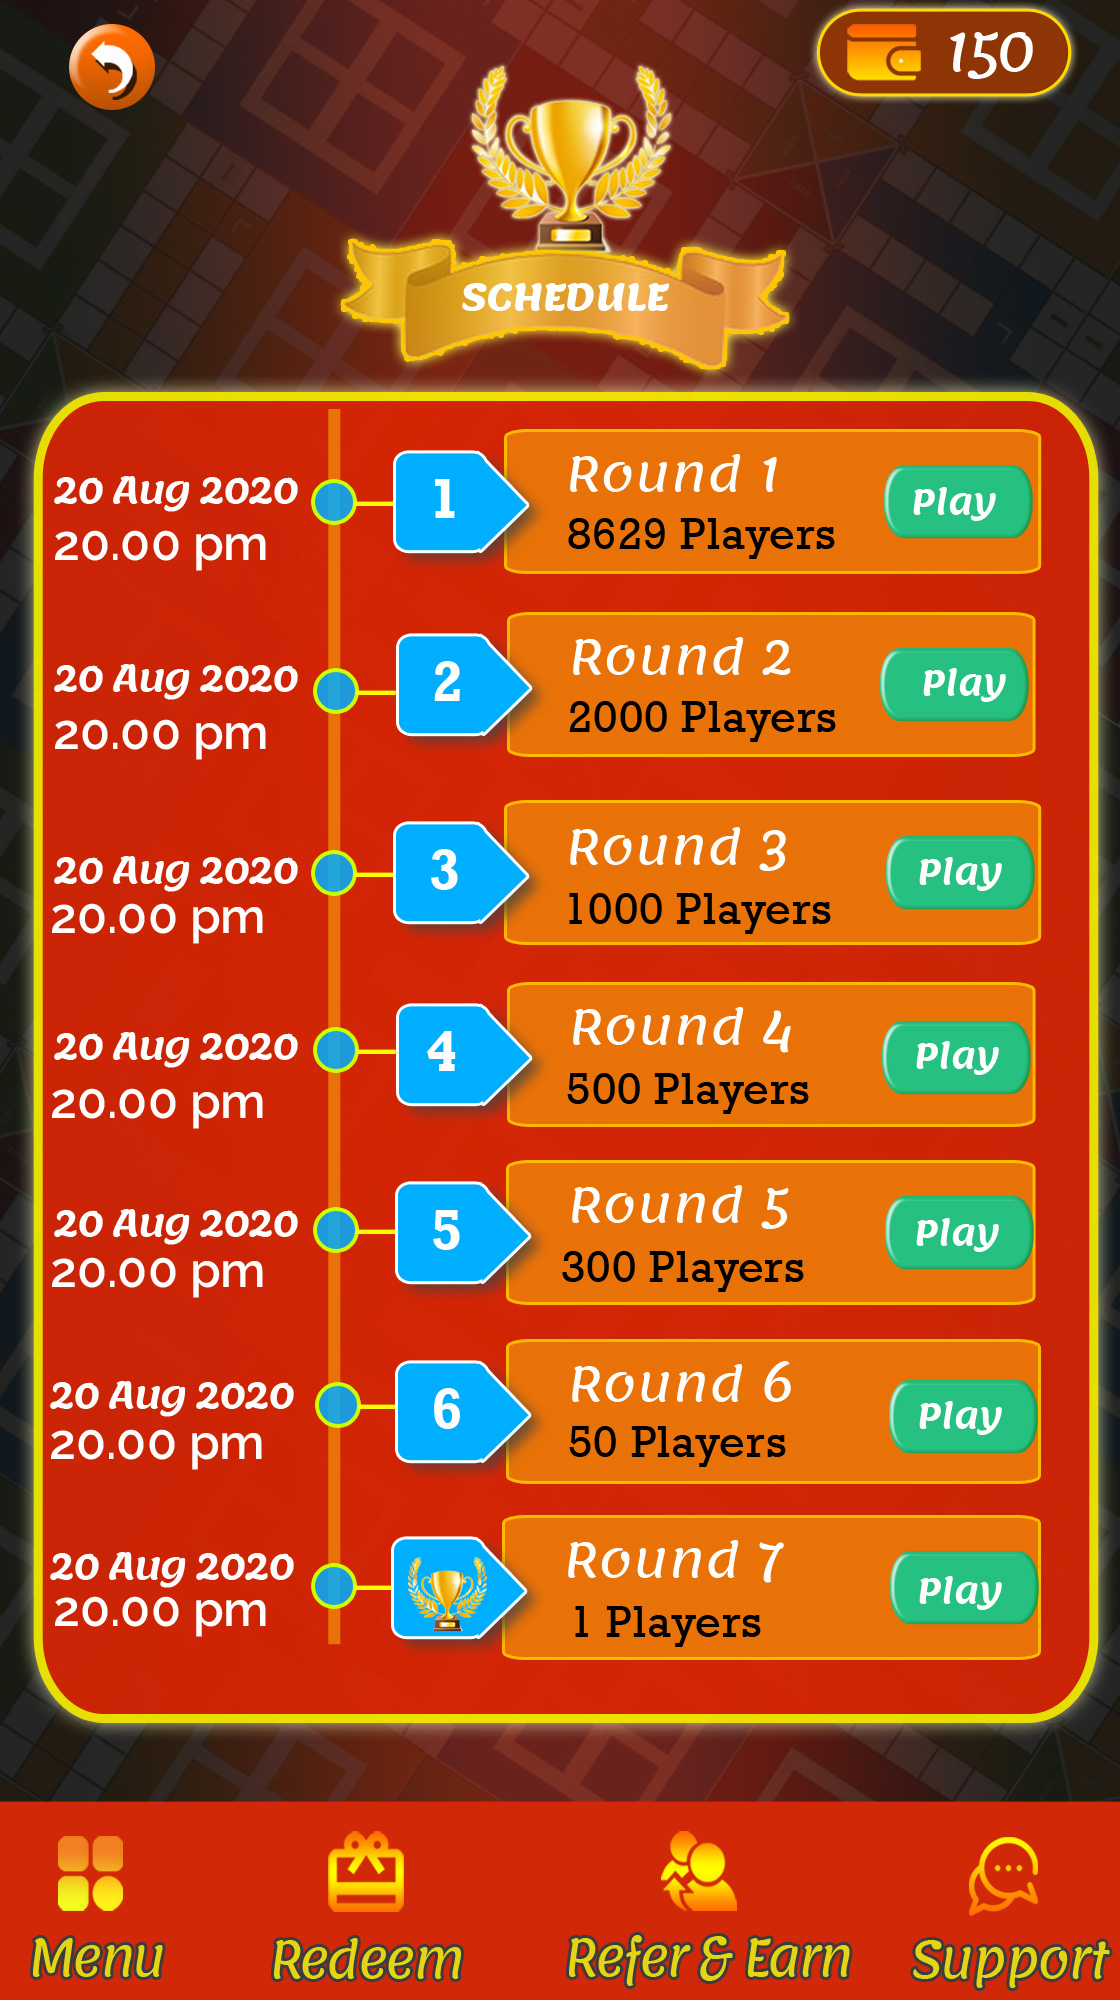 150
SCHEDULE
20 Aug 2020
20.00 pm
1
Round 1
8629 Players
Play
20 Aug 2020
20.00 pm
2
Round 2
2000 Players
Play
20 Aug 2020
20.00 pm
3
Round 3
1000 Players
Play
20 Aug 2020
20.00 pm
4
Round 4
500 Players
Play
20 Aug 2020
20.00 pm
5
Round 5
300 Players
Play
20 Aug 2020
20.00 pm
6
Round 6
50 Players
Play
20 Aug 2020
20.00 pm
Round 7
1 Players
Play
Menu
Redeem
Refer & Earn
Support